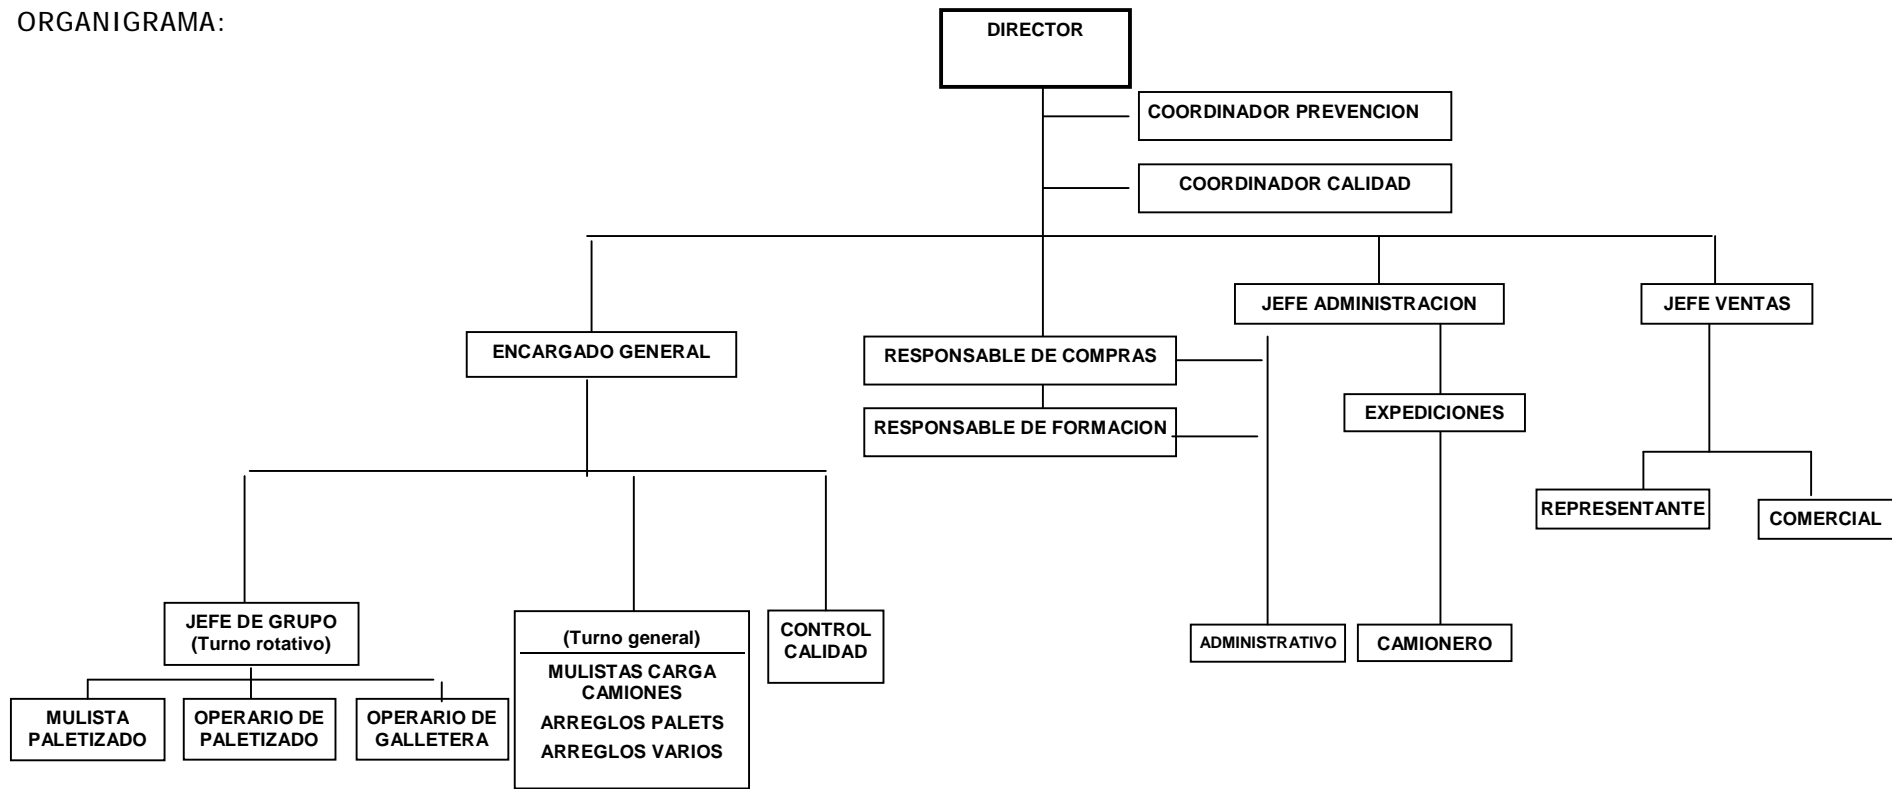 ORGANIGRAMA:
DIRECTOR
COORDINADOR PREVENCION
COORDINADOR CALIDAD
JEFE ADMINISTRACION
JEFE VENTAS
ENCARGADO GENERAL
RESPONSABLE DE COMPRAS
EXPEDICIONES
RESPONSABLE DE FORMACION
REPRESENTANTE
COMERCIAL
JEFE DE GRUPO
(Turno rotativo)
(Turno general)
MULISTAS CARGA
CAMIONES
ARREGLOS PALETS
ARREGLOS VARIOS
CONTROL
CALIDAD
ADMINISTRATIVO
CAMIONERO
MULISTA
PALETIZADO
OPERARIO DE
PALETIZADO
OPERARIO DE
GALLETERA